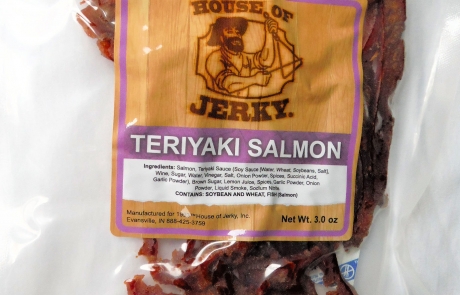 HOUSE OF
JERKY.
TERIYAKI SALMON
Ingredients: Salmon, Teriyaki Sauce (Soy Sauce [Water, Wheat, Soybeans, Salt],
Wine, Sugar, Water, Vinegar, Salt, Onion Powder, Spices, Succinic Acid,
Garlic Powder), Brown Sugar, Lemon Juice, Spices, Garlic Powder, Onion
Powder, Liquid Smoke, Sodium Nitrite.
CONTAINS: SOYBEAN AND WHEAT, FISH (Salmon)
Manufactured for House of Jerky, Inc.
Evansville, IN 888-425-3759
Net Wt. 3.0 oz